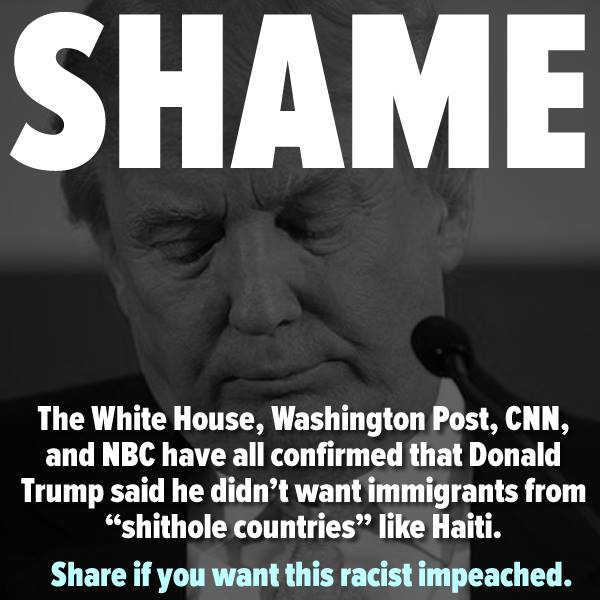 SHAME
The White House, Washington Post, CNN,
and NBC have all confirmed that Donald
Trump said he didn’t want immigrants from
“shithole countries” like Haiti.
Share if you want this racist impeached.